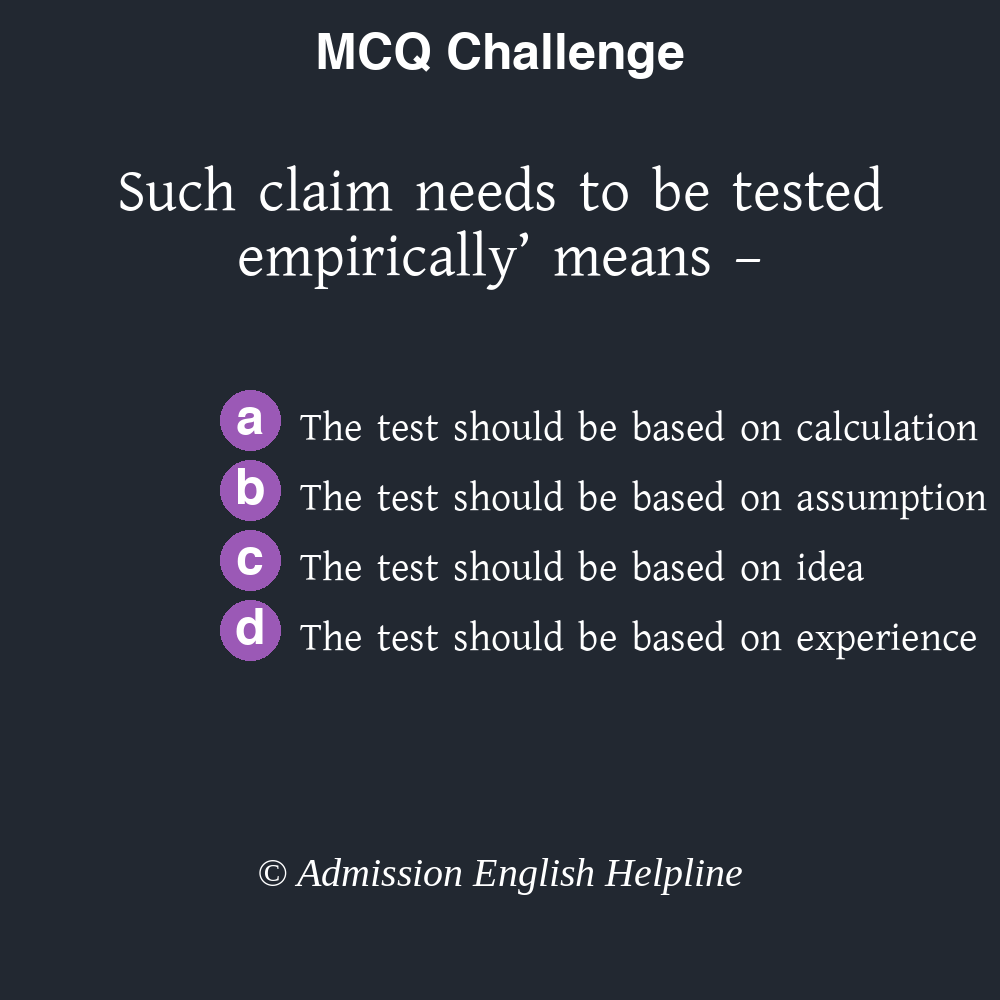 MCQ Challenge
Such claim needs to be tested
empirically’ means –
a The test should be based on calculation
b The test should be based on assumption
c The test should be based on idea
d The test should be based on experience
© Admission English Helpline